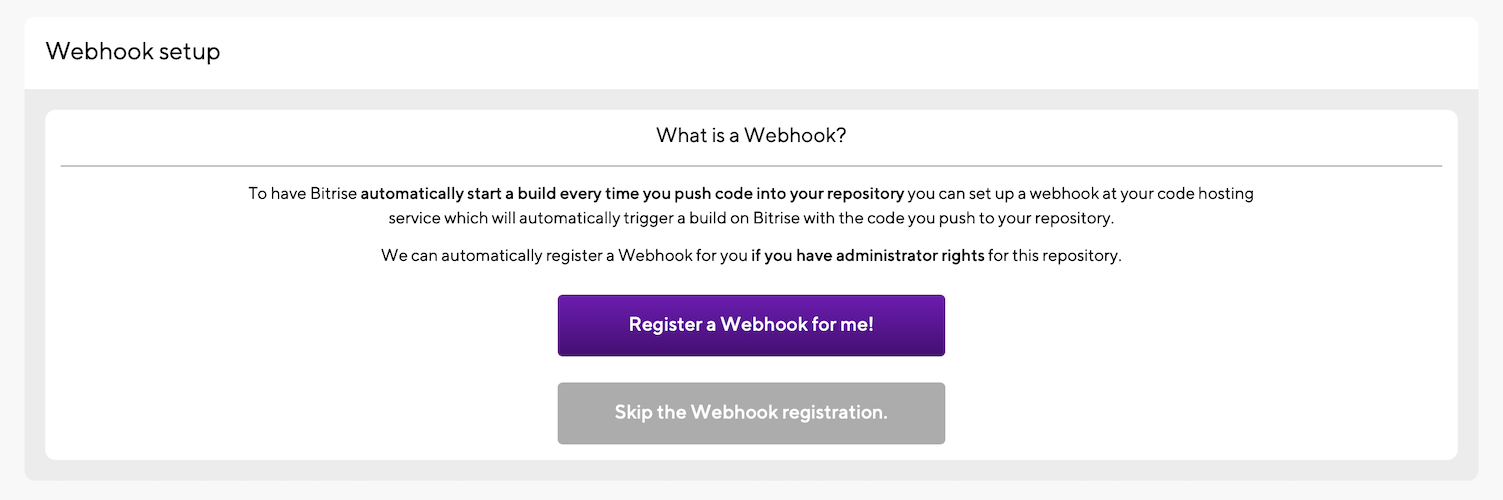 Webhook setup
What is a Webhook?
To have Bitrise automatically start a build every time you push code into your repository you can set up a webhook at your code hosting
service which will automatically trigger a build on Bitrise with the code you push to your repository.
We can automatically register a Webhook for you if you have administrator rights for this repository.
Register a Webhook for me!
Skip the Webhook registration.